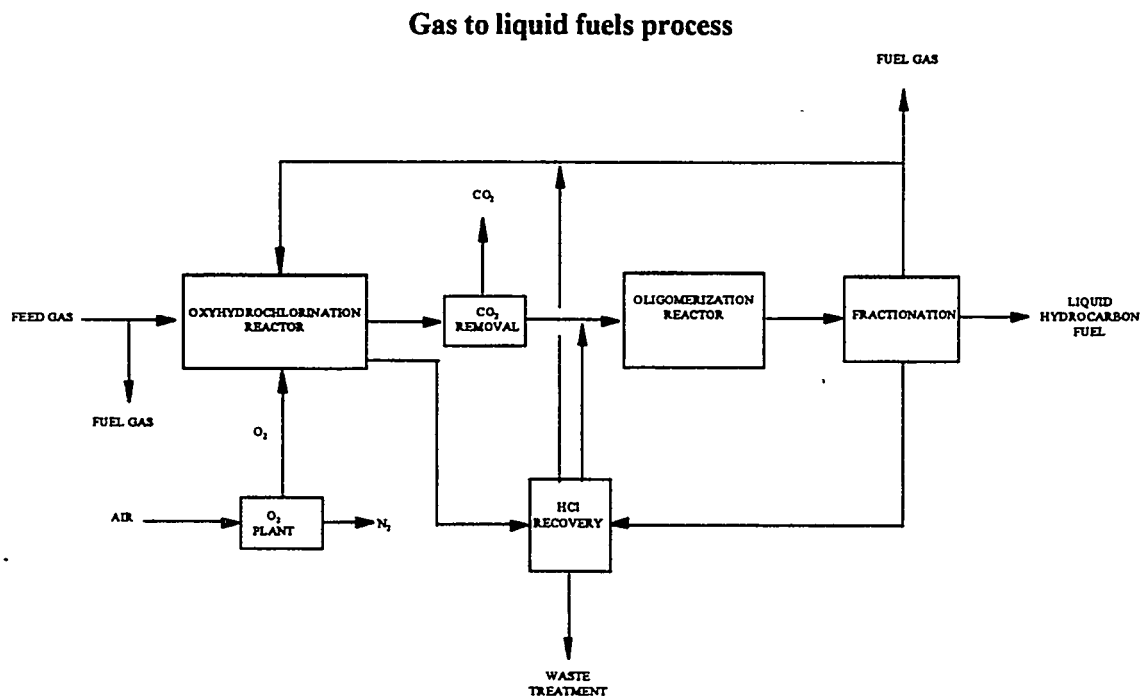 Gas to liquid fuels process
FUEL GAS
CO₂
FEED GAS
OXYHYDROCHLORINATION
REACTOR
CO₂
REMOVAL
OLIGOMERIZATION
REACTOR
FRACTIONATION
LIQUID
HYDROCARBON
FUEL
FUEL GAS
O₂
AIR
O₂
PLANT
N₂
HCl
RECOVERY
WASTE
TREATMENT